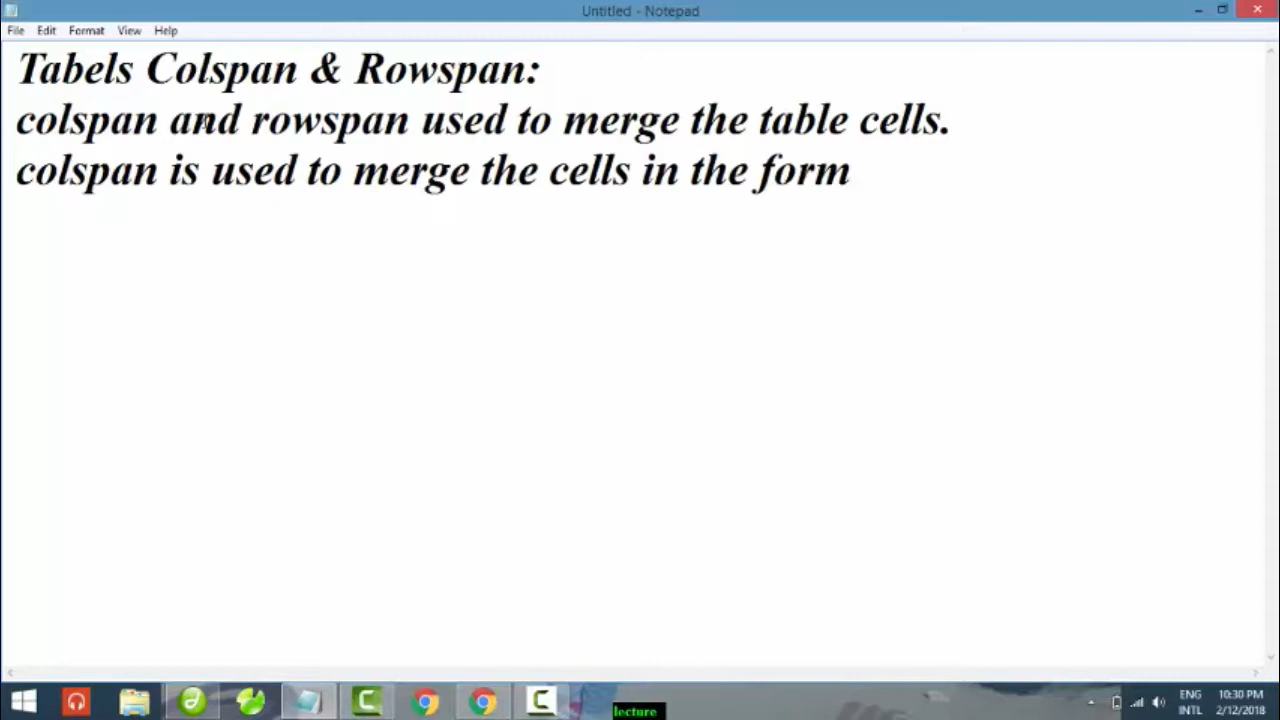 Untitled - Notepad
File Edit Format View Help
Tabels Colspan & Rowspan:
colspan and rowspan used to merge the table cells.
colspan is used to merge the cells in the form
ENG 10:30 PM
INTL 2/12/2018
lecture